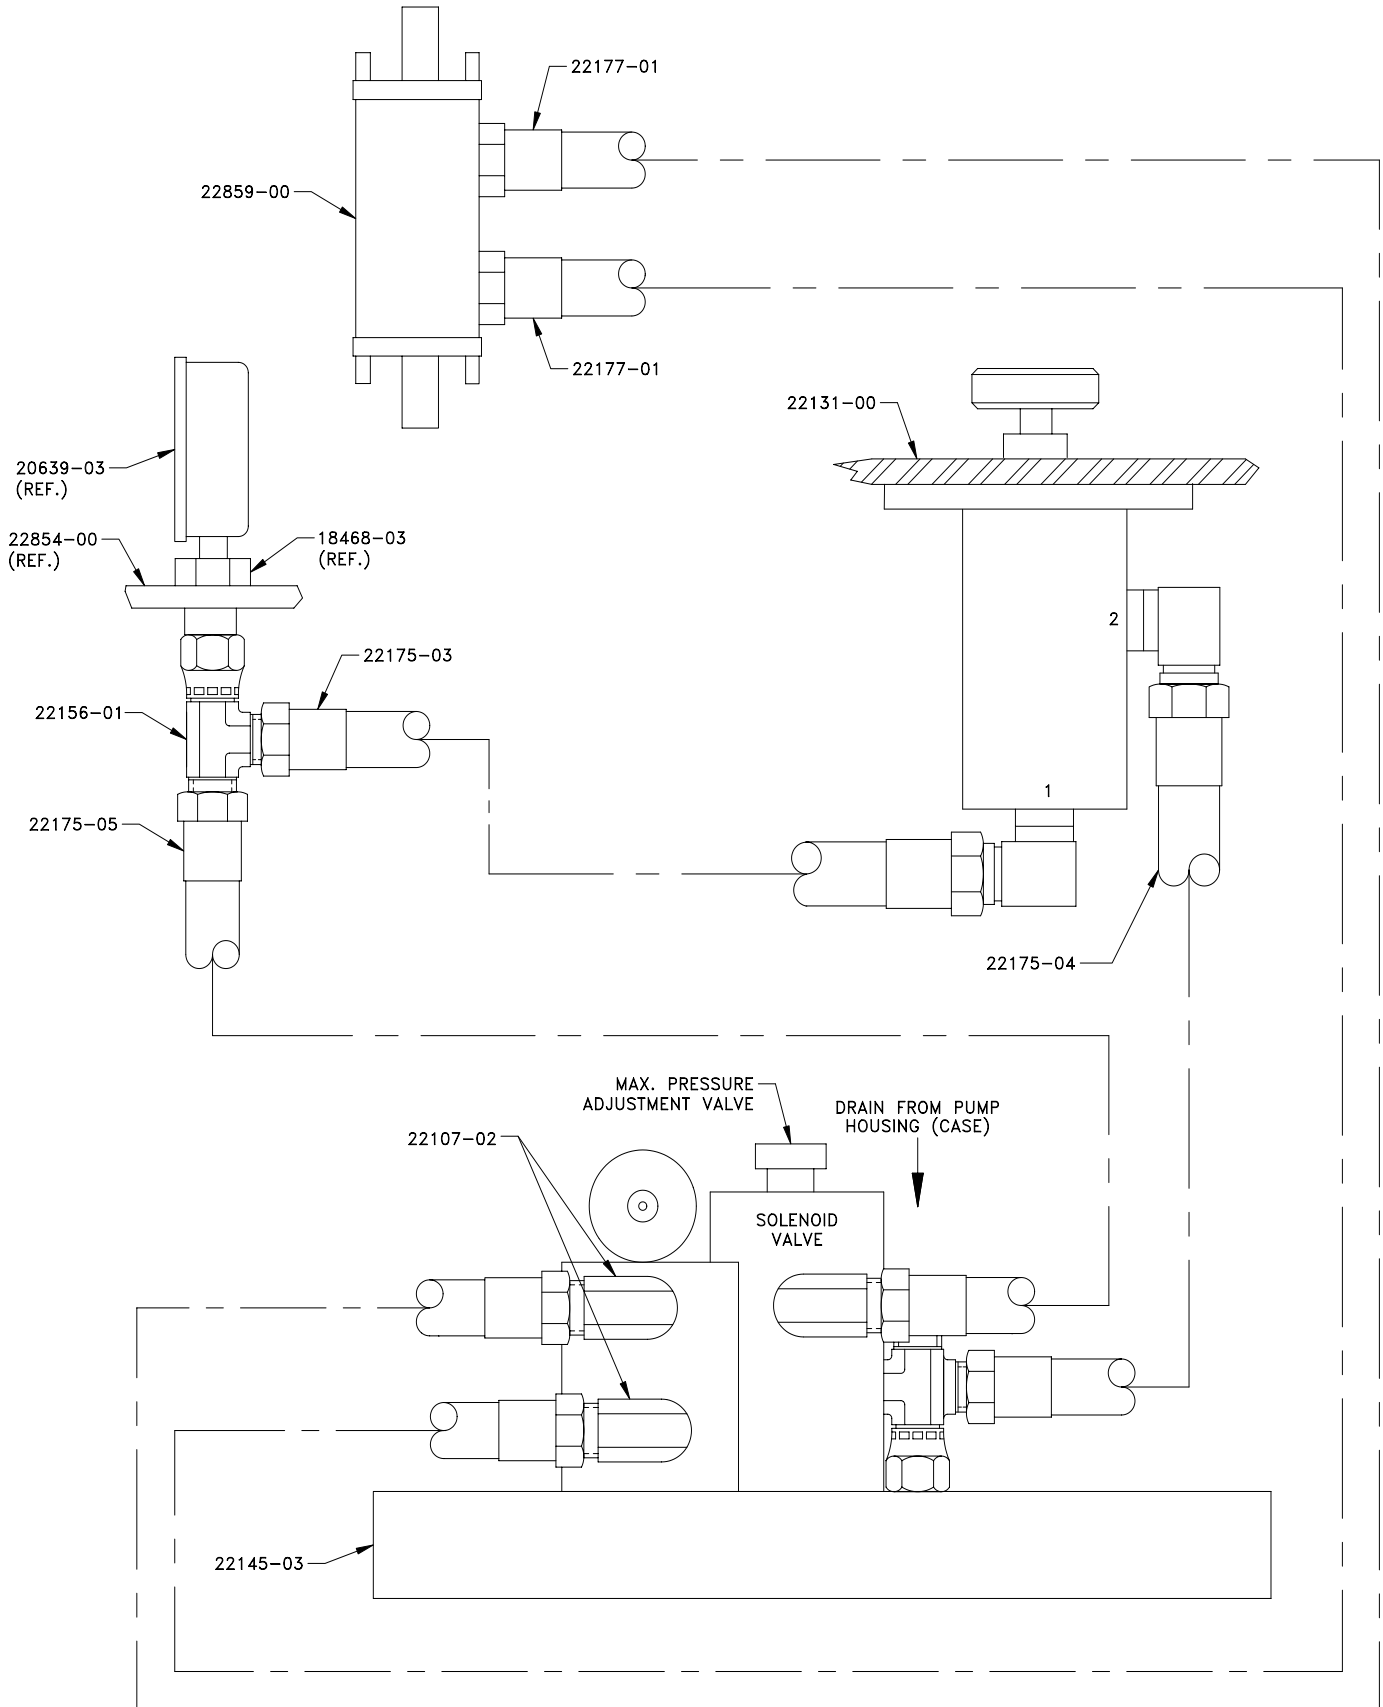 22177-01
22859-00
22177-01
22131-00
20639-03
(REF.)
22854-00
(REF.)
18468-03
(REF.)
2
22175-03
22156-01
1
22175-05
22175-04
MAX. PRESSURE
ADJUSTMENT VALVE
DRAIN FROM PUMP
HOUSING (CASE)
22107-02
SOLENOID
VALVE
22145-03